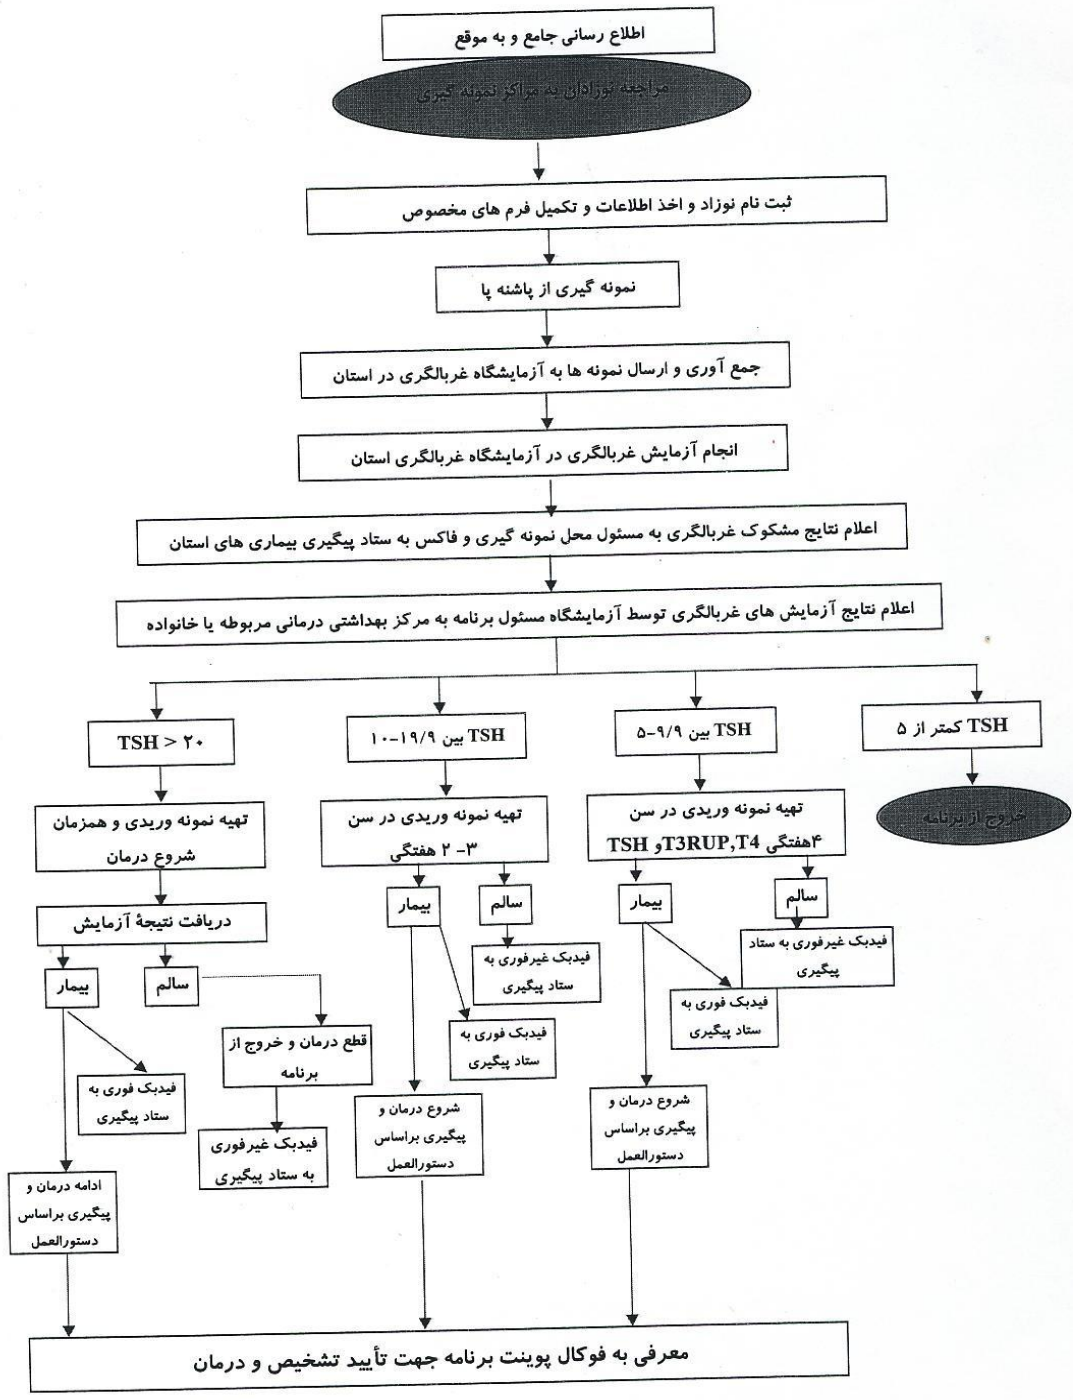 اطلاع رسانی جامع و به موقع
مراجعه نوزادان به مراکز نمونه گیری
ثبت نام نوزاد و اخذ اطلاعات و تکمیل فرم های مخصوص
نمونه گیری از پاشنه پا
جمع آوری و ارسال نمونه ها به آزمایشگاه غربالگری در استان
انجام آزمایش غربالگری در آزمایشگاه غربالگری استان
اعلام نتایج مشکوک غربالگری به مسئول محل نمونه گیری و فاکس به ستاد پیگیری بیماری های استان
اعلام نتایج آزمایش های غربالگری توسط آزمایشگاه مسئول برنامه به مرکز بهداشتی درمانی مربوطه یا خانواده
TSH کمتر از ۵
خروج از برنامه
TSH بین ۵-۹/۹
تهیه نمونه وریدی در سن
۴هفتگی T3RUP,T4و TSH
سالم
فیدبک غیرفوری به ستاد
پیگیری
بیمار
فیدبک فوری به
ستاد پیگیری
شروع درمان و
پیگیری براساس
دستورالعمل
TSH بین ۱۰-۱۹/۹
تهیه نمونه وریدی در سن
۳- ۲ هفتگی
سالم
فیدبک غیرفوری به
ستاد پیگیری
بیمار
فیدبک فوری به
ستاد پیگیری
شروع درمان و
پیگیری براساس
دستورالعمل
TSH > ۲۰
تهیه نمونه وریدی و همزمان
شروع درمان
دریافت نتیجهٔ آزمایش
سالم
قطع درمان و خروج از
برنامه
فیدبک غیرفوری
به ستاد پیگیری
بیمار
فیدبک فوری به
ستاد پیگیری
ادامه درمان و
پیگیری براساس
دستورالعمل
معرفی به فوکال پوینت برنامه جهت تأیید تشخیص و درمان